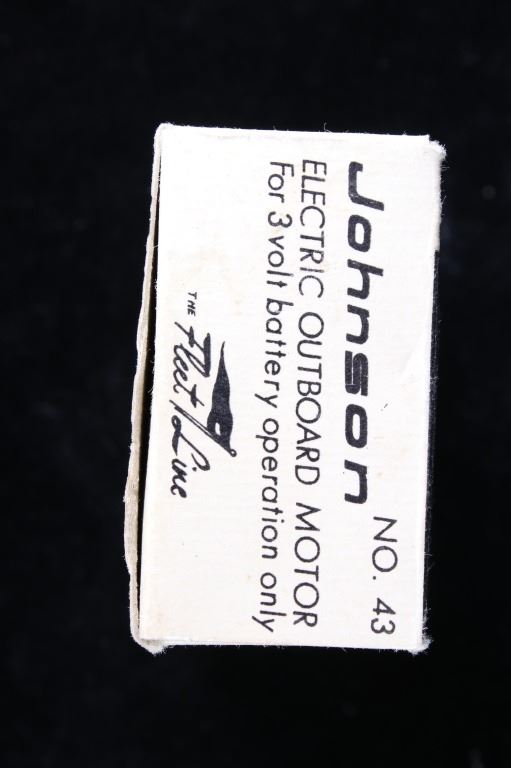 NO. 43
Johnson
ELECTRIC OUTBOARD MOTOR
For 3 volt battery operation only
THE Fleet Line